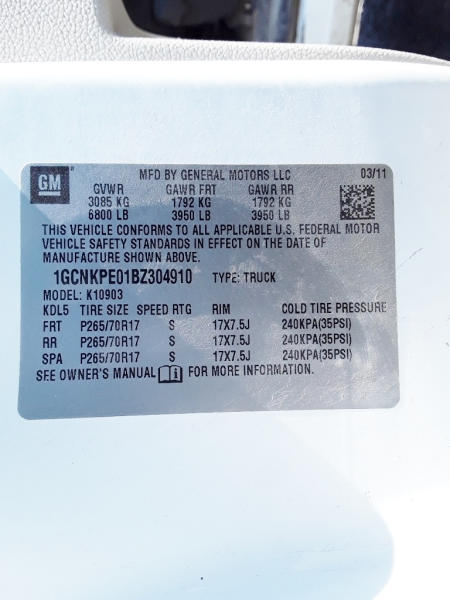 GM
MFD BY GENERAL MOTORS LLC 03/11
GVWR GAWR FRT GAWR RR
3085 KG 1792 KG 1792 KG
6800 LB 3950 LB 3950 LB
THIS VEHICLE CONFORMS TO ALL APPLICABLE U.S. FEDERAL MOTOR
VEHICLE SAFETY STANDARDS IN EFFECT ON THE DATE OF
MANUFACTURE SHOWN ABOVE.
1GCNKPE01BZ304910 TYPE: TRUCK
MODEL: K10903
KDL5 TIRE SIZE SPEED RTG RIM COLD TIRE PRESSURE
FRT P265/70R17 S 17X7.5J 240KPA(35PSI)
RR P265/70R17 S 17X7.5J 240KPA(35PSI)
SPA P265/70R17 S 17X7.5J 240KPA(35PSI)
SEE OWNER'S MANUAL FOR MORE INFORMATION.